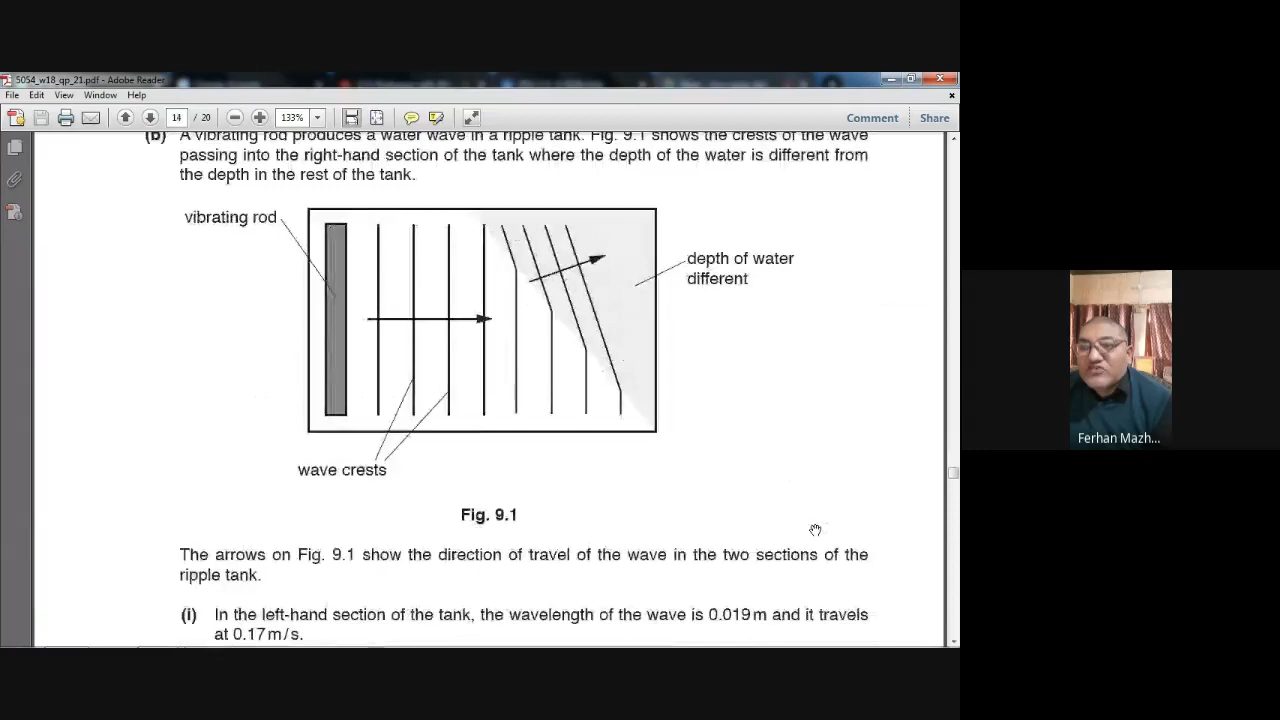 5054_w18_qp_21.pdf - Adobe Reader
File Edit View Window Help
14 / 20 133% Comment Share
(b) A vibrating rod produces a water wave in a ripple tank. Fig. 9.1 shows the crests of the wave
passing into the right-hand section of the tank where the depth of the water is different from
the depth in the rest of the tank.
vibrating rod
depth of water
different
wave crests
Fig. 9.1
The arrows on Fig. 9.1 show the direction of travel of the wave in the two sections of the
ripple tank.
(i) In the left-hand section of the tank, the wavelength of the wave is 0.019 m and it travels
at 0.17 m/s.
Ferhan Mazh...